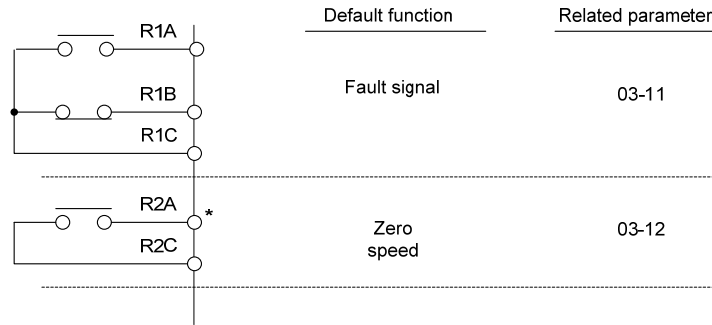 Default function
Related parameter
R1A
R1B
Fault signal
03-11
R1C
R2A
*
Zero
speed
03-12
R2C